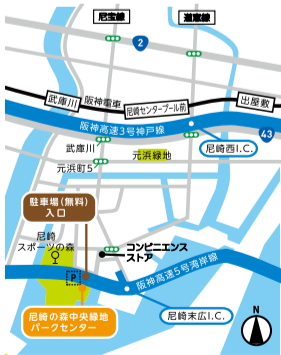 尼宝線
道意線
2
武庫川
阪神電車
尼崎センタープール前
出屋敷
阪神高速3号神戸線
43
武庫川
元浜緑地
尼崎西I.C.
元浜町5
駐車場(無料)
入口
尼崎
スポーツの森
コンビニエンス
ストア
P
阪神高速5号湾岸線
尼崎の森中央緑地
パークセンター
尼崎末広I.C.
N